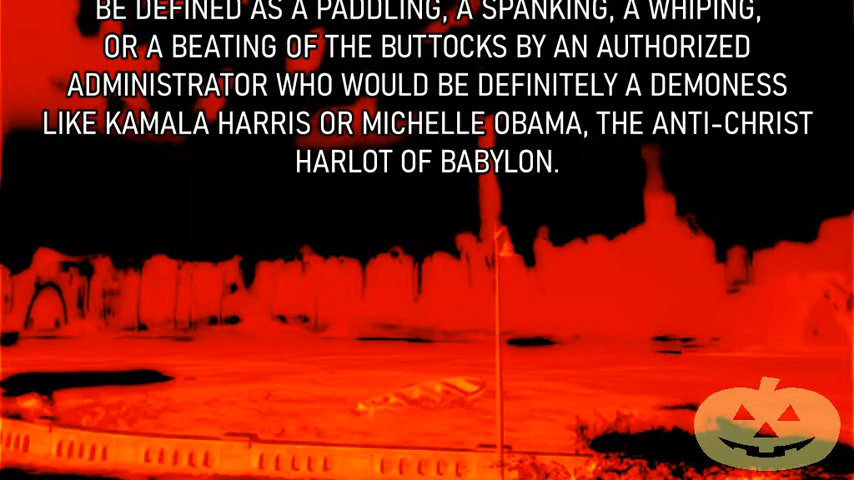 BE DEFINED AS A PADDLING, A SPANKING, A WHIPING,
OR A BEATING OF THE BUTTOCKS BY AN AUTHORIZED
ADMINISTRATOR WHO WOULD BE DEFINITELY A DEMONESS
LIKE KAMALA HARRIS OR MICHELLE OBAMA, THE ANTI-CHRIST
HARLOT OF BABYLON.